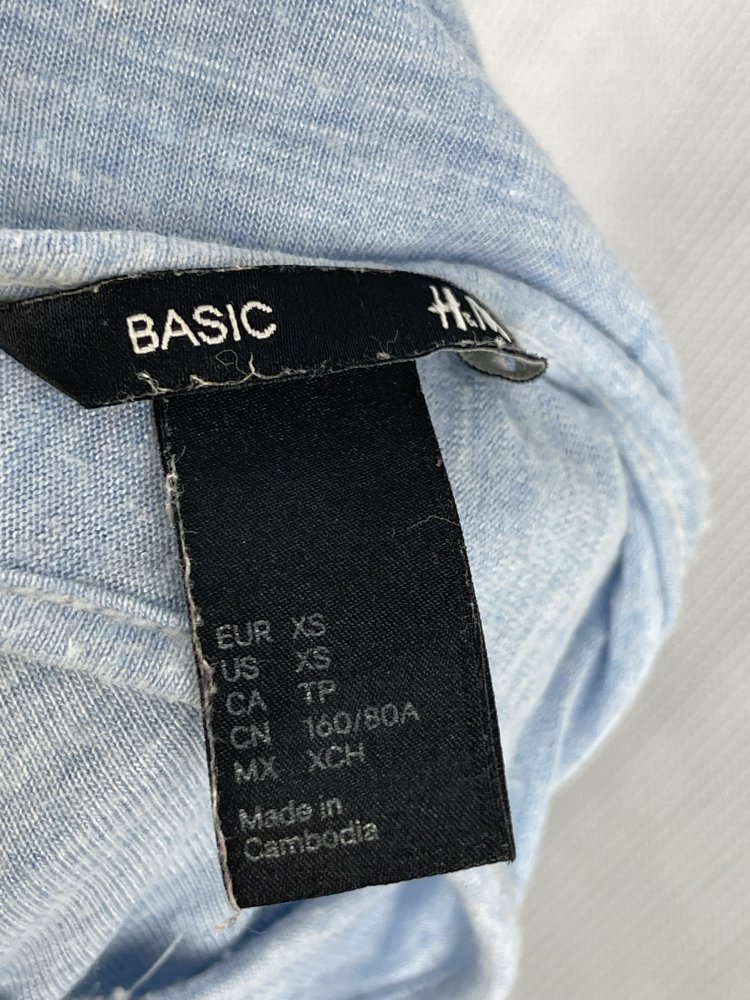 BASIC H&M
EUR XS
US XS
CA TP
CN 160/80A
MX XCH
Made in
Cambodia